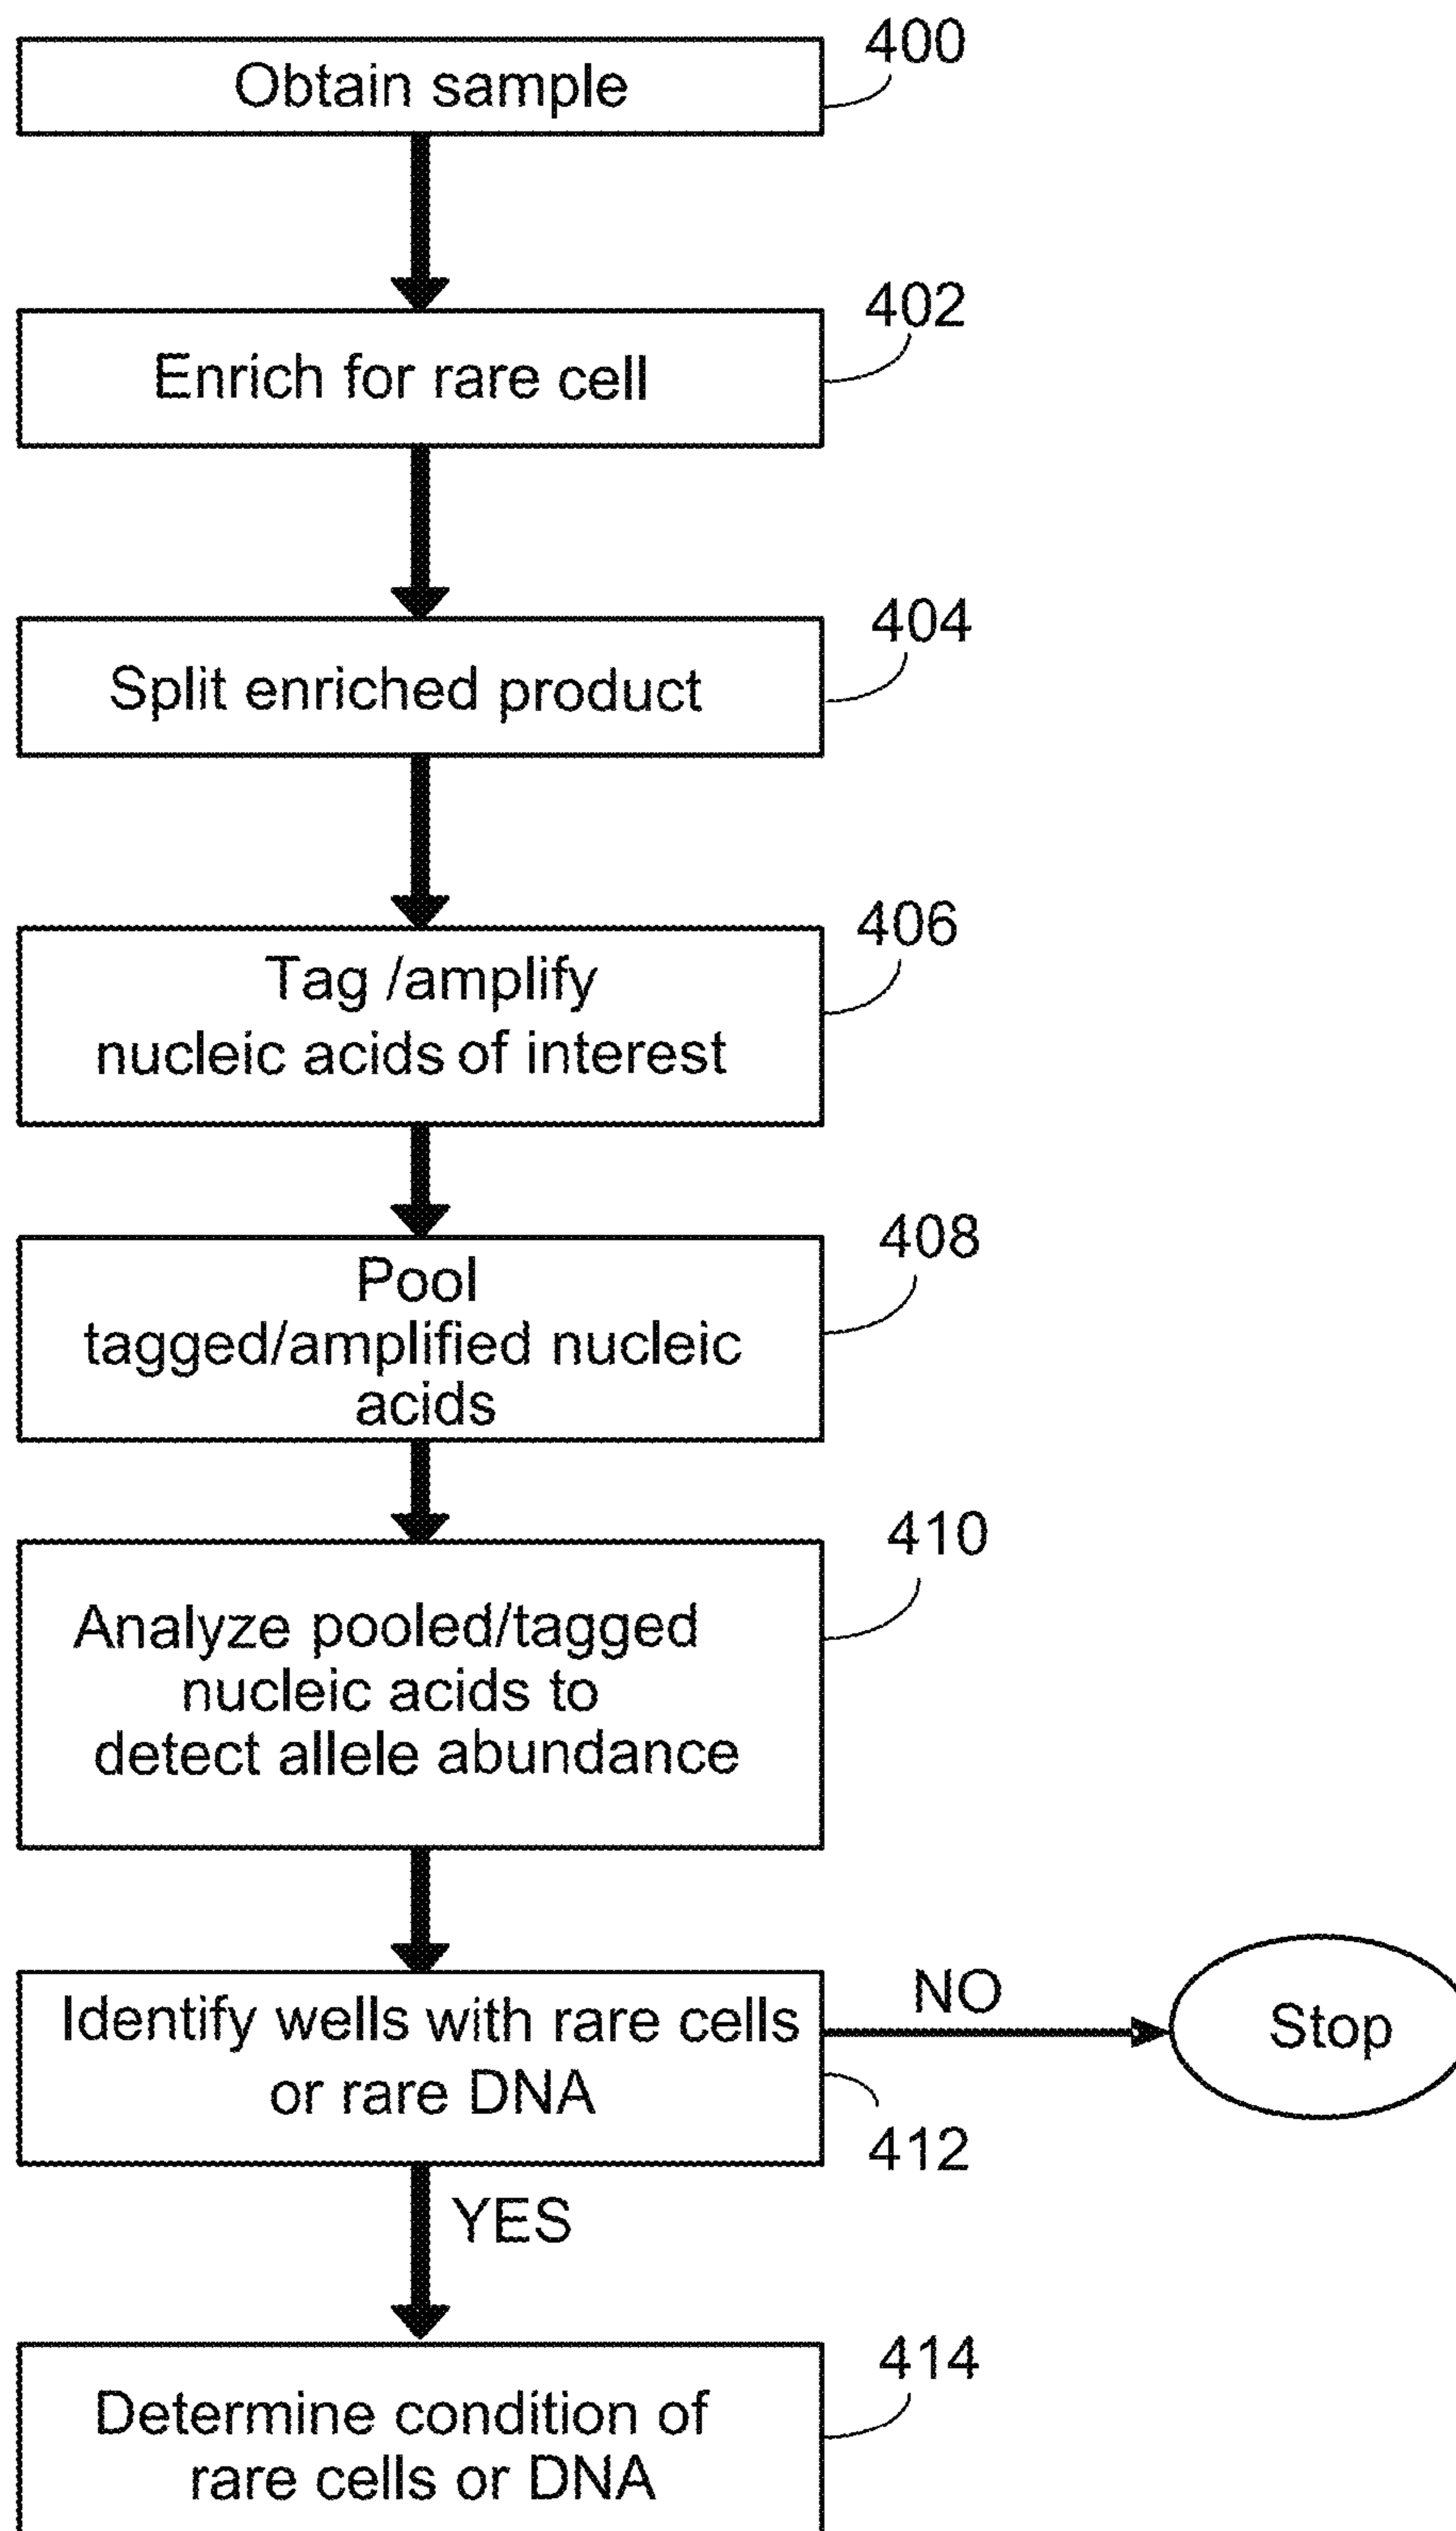 400
Obtain sample
402
Enrich for rare cell
404
Split enriched product
406
Tag /amplify
nucleic acids of interest
408
Pool
tagged/amplified nucleic
acids
410
Analyze pooled/tagged
nucleic acids to
detect allele abundance
Identify wells with rare cells
or rare DNA
NO
Stop
412
YES
414
Determine condition of
rare cells or DNA